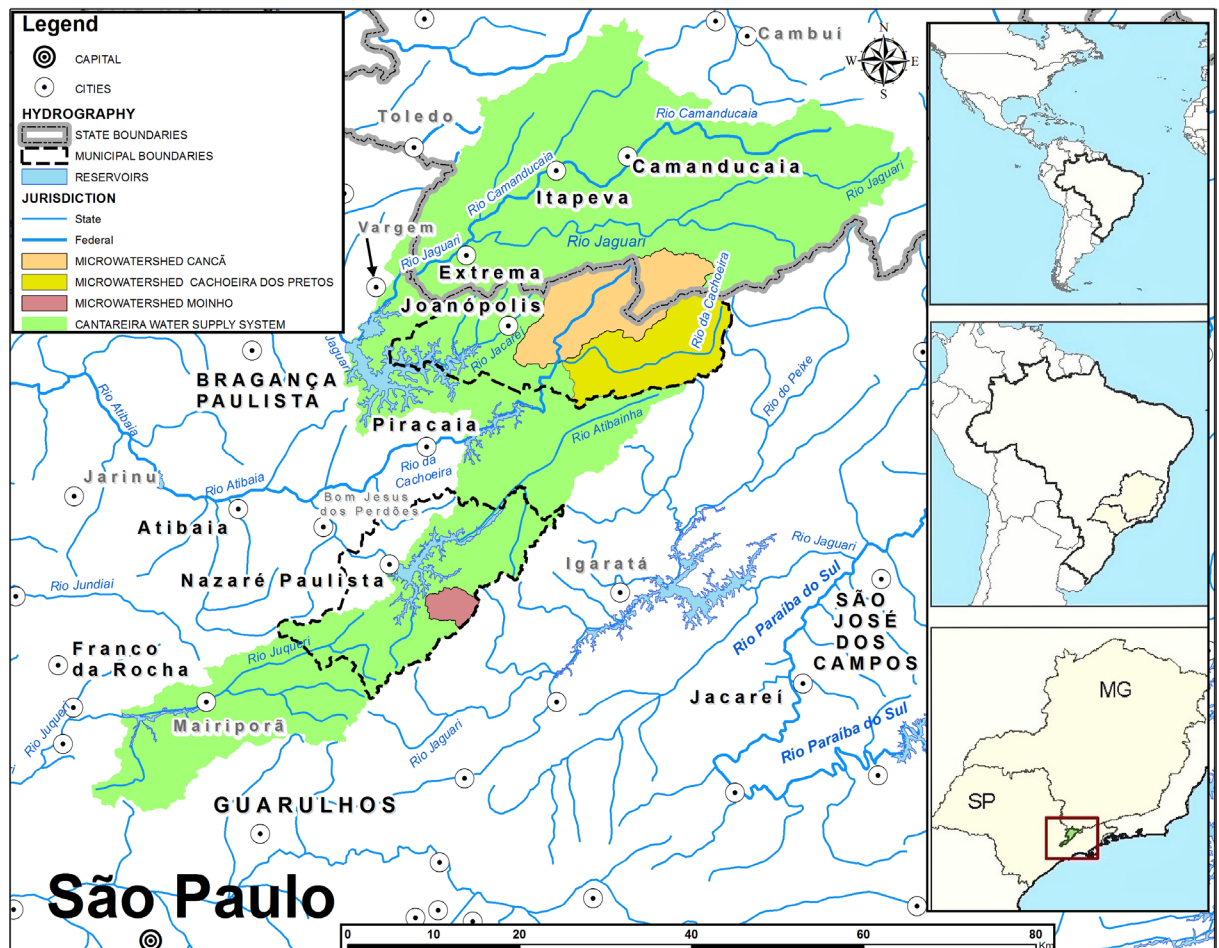 Legend
CAPITAL
CITIES
HYDROGRAPHY
STATE BOUNDARIES
MUNICIPAL BOUNDARIES
RESERVOIRS
JURISDICTION
State
Federal
MICROWATERSHED CANCÃ
MICROWATERSHED CACHOEIRA DOS PRETOS
MICROWATERSHED MOINHO
CANTAREIRA WATER SUPPLY SYSTEM
Cambuí
N
W
E
S
Toledo
Rio Camanducaia
Camanducaia
Rio Camanducaia
Itapeva
Rio Jaguari
Vargem
Rio Jaguari
Rio Jaguari
Extrema
Joanópolis
Rio da Cachoeira
Jaguari
Rio Jacareí
BRAGANÇA
PAULISTA
Rio do Peixe
Rio Atibaia
Piracaia
Rio Atibainha
Rio da
Cachoeira
Jarinu
Rio Atibaia
Bom Jesus
dos Perdões
Atibaia
Rio Jaguari
Igaratá
Nazaré Paulista
Rio Jundiaí
Rio Paraíba do Sul
SÃO
JOSÉ
DOS
CAMPOS
Franco
da Rocha
Rio Juqueri
Jacareí
Mairiporã
Rio Juqueri
Rio Jaguari
Rio Paraíba do Sul
ri
GUARULHOS
São Paulo
MG
SP
0
10
20
40
60
80
Km